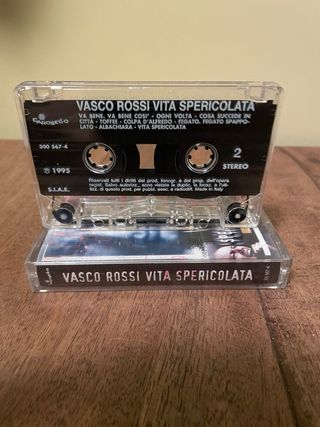 CAROSELLO
VASCO ROSSI VITA SPERICOLATA
VA BENE, VA BENE COSI' - OGNI VOLTA - COSA SUCCEDE IN
CITTÀ - TOFFEE - COLPA D'ALFREDO - FEGATO, FEGATO SPAPPO-
LATO - ALBACHIARA - VITA SPERICOLATA
300 567-4
2
STEREO
℗ 1995
S.I.A.E.
Riservati tutti i diritti del prod. fonogr. e del prop. dell'opera
regist. Salvo autorizz., sono vietate la duplic. la locaz. e l'uti-
lizz. di questo prod. per pubbl. esec. e radiodiff. Made in Italy
VASCO ROSSI VITA SPERICOLATA